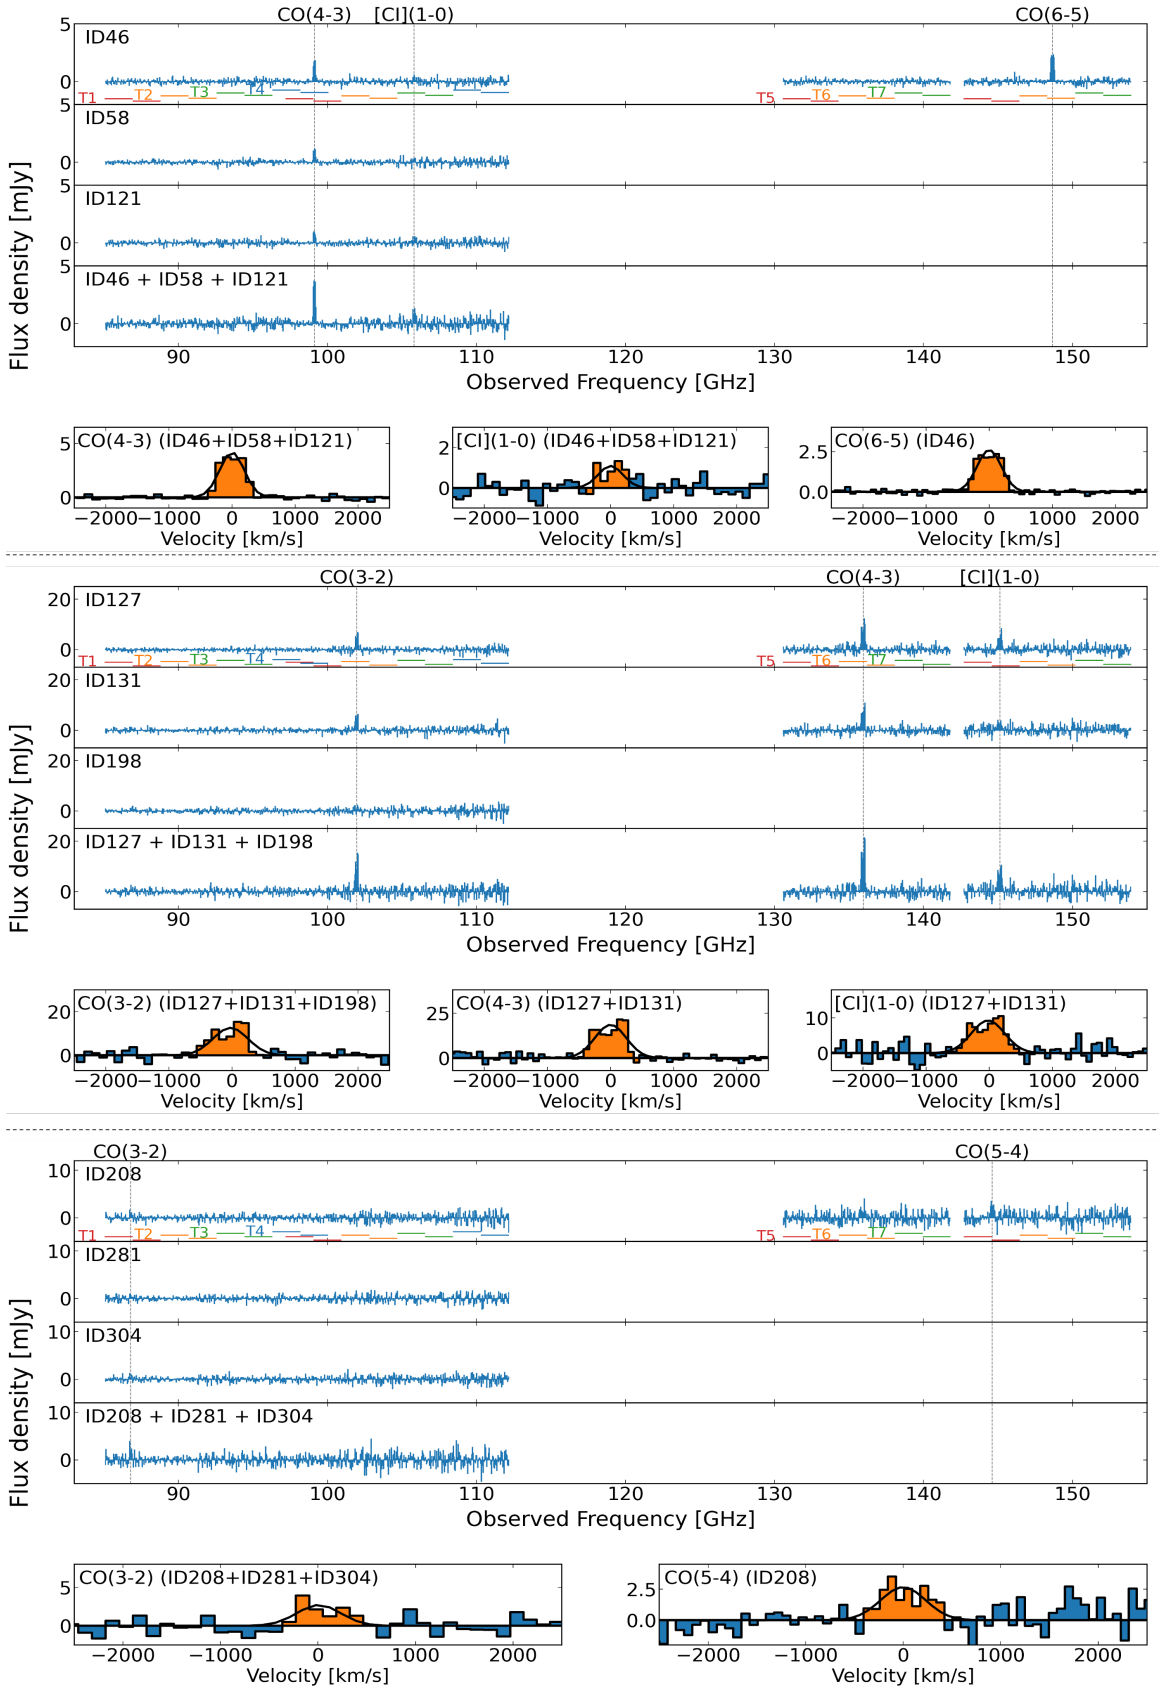 CO(4-3) [CI](1-0) CO(6-5)
5
ID46
0
T1 T2 T3 T4 T5 T6 T7
5
ID58
0
5
ID121
0
5
ID46 + ID58 + ID121
0
Flux density [mJy]
90 100 110 120 130 140 150
Observed Frequency [GHz]
CO(4-3) (ID46+ID58+ID121)
5
0
−2000 −1000 0 1000 2000
Velocity [km/s]
[CI](1-0) (ID46+ID58+ID121)
2
0
−2000 −1000 0 1000 2000
Velocity [km/s]
CO(6-5) (ID46)
2.5
0.0
−2000 −1000 0 1000 2000
Velocity [km/s]
CO(3-2) CO(4-3) [CI](1-0)
20
ID127
0
T1 T2 T3 T4 T5 T6 T7
20
ID131
0
20
ID198
0
20
ID127 + ID131 + ID198
0
Flux density [mJy]
90 100 110 120 130 140 150
Observed Frequency [GHz]
CO(3-2) (ID127+ID131+ID198)
20
0
−2000 −1000 0 1000 2000
Velocity [km/s]
CO(4-3) (ID127+ID131)
25
0
−2000 −1000 0 1000 2000
Velocity [km/s]
[CI](1-0) (ID127+ID131)
10
0
−2000 −1000 0 1000 2000
Velocity [km/s]
CO(3-2) CO(5-4)
10
ID208
0
T1 T2 T3 T4 T5 T6 T7
10
ID281
0
10
ID304
0
10
ID208 + ID281 + ID304
0
Flux density [mJy]
90 100 110 120 130 140 150
Observed Frequency [GHz]
CO(3-2) (ID208+ID281+ID304)
5
0
−2000 −1000 0 1000 2000
Velocity [km/s]
CO(5-4) (ID208)
2.5
0.0
−2000 −1000 0 1000 2000
Velocity [km/s]